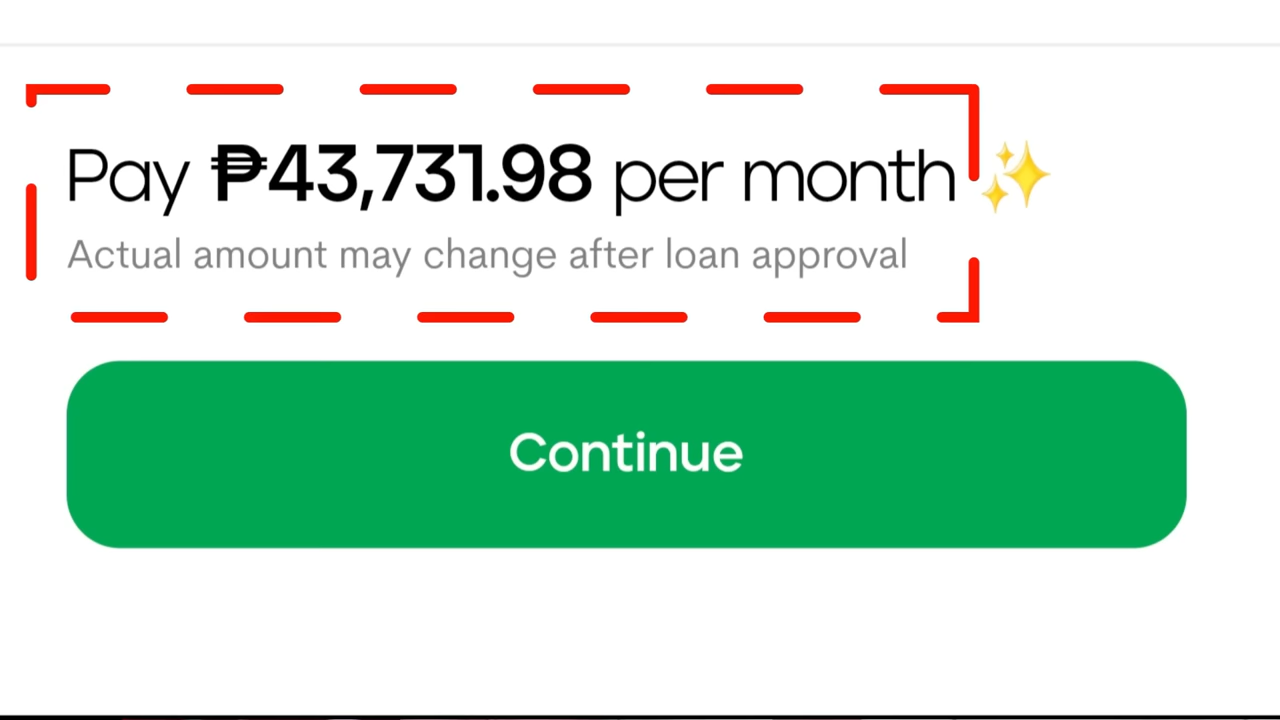 Pay ₱43,731.98 per month ✨
Actual amount may change after loan approval
Continue